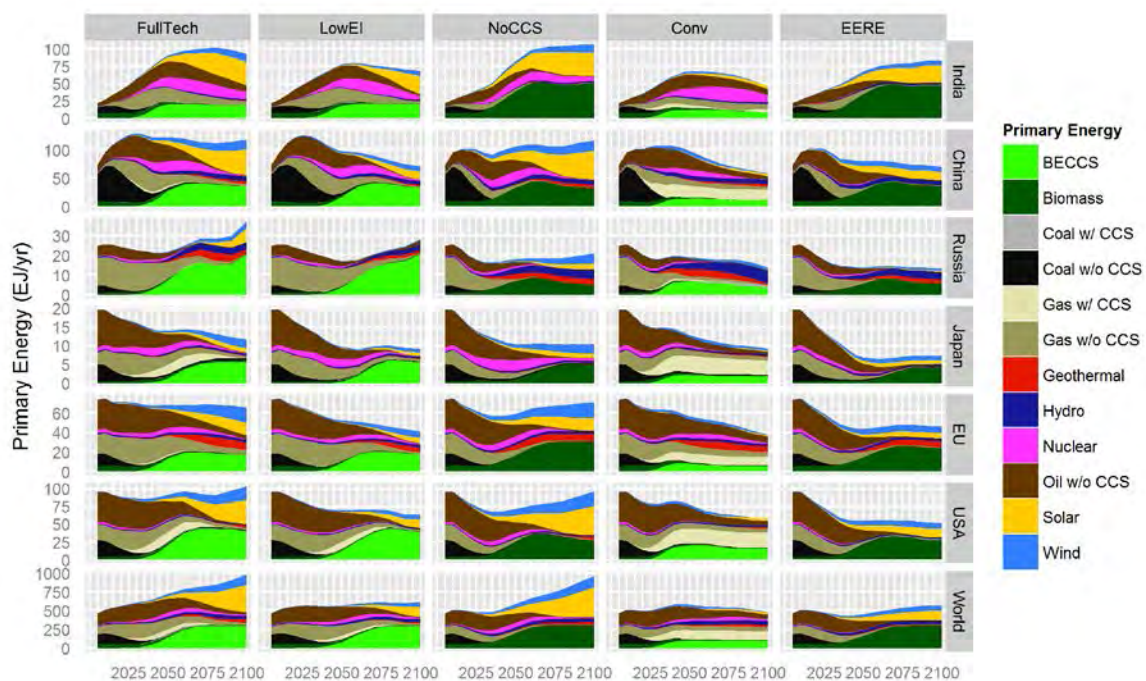 FullTech LowEI NoCCS Conv EERE
100
75
50
25
0
India
100
50
0
China
30
20
10
0
Russia
20
15
10
5
0
Japan
60
40
20
0
EU
100
75
50
25
0
USA
1000
750
500
250
0
World
Primary Energy (EJ/yr)
2025 2050 2075 2100 2025 2050 2075 2100 2025 2050 2075 2100 2025 2050 2075 2100 2025 2050 2075 2100
Primary Energy
BECCS
Biomass
Coal w/ CCS
Coal w/o CCS
Gas w/ CCS
Gas w/o CCS
Geothermal
Hydro
Nuclear
Oil w/o CCS
Solar
Wind